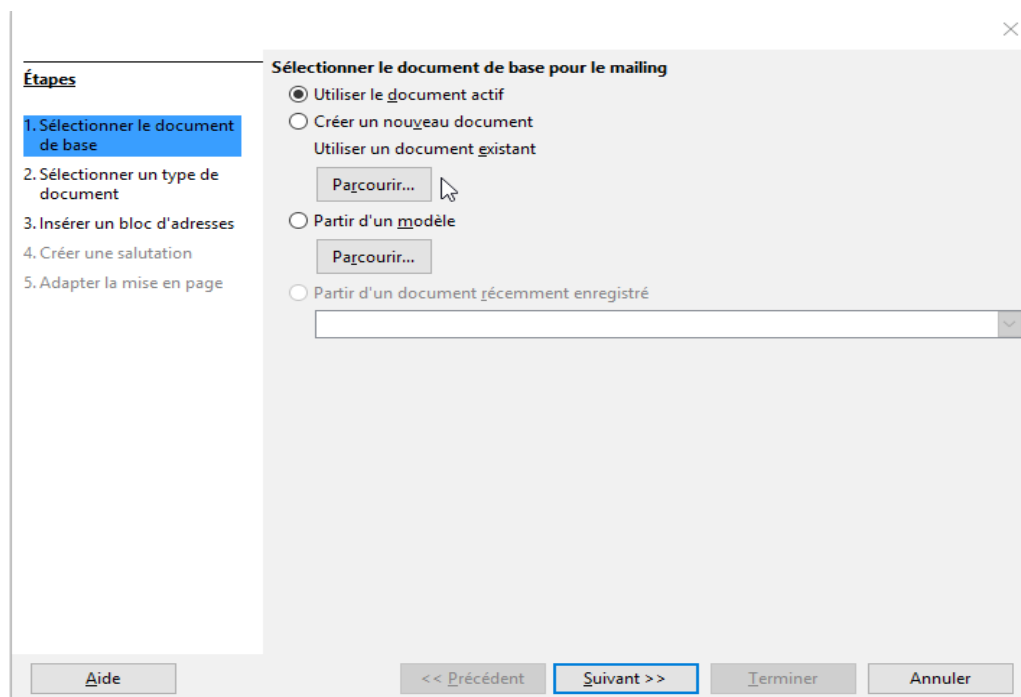 Étapes
1. Sélectionner le document
de base
2. Sélectionner un type de
document
3. Insérer un bloc d'adresses
4. Créer une salutation
5. Adapter la mise en page
Sélectionner le document de base pour le mailing
Utiliser le document actif
Créer un nouveau document
Utiliser un document existant
Parcourir...
Partir d'un modèle
Parcourir...
Partir d'un document récemment enregistré
Aide
<< Précédent
Suivant >>
Terminer
Annuler